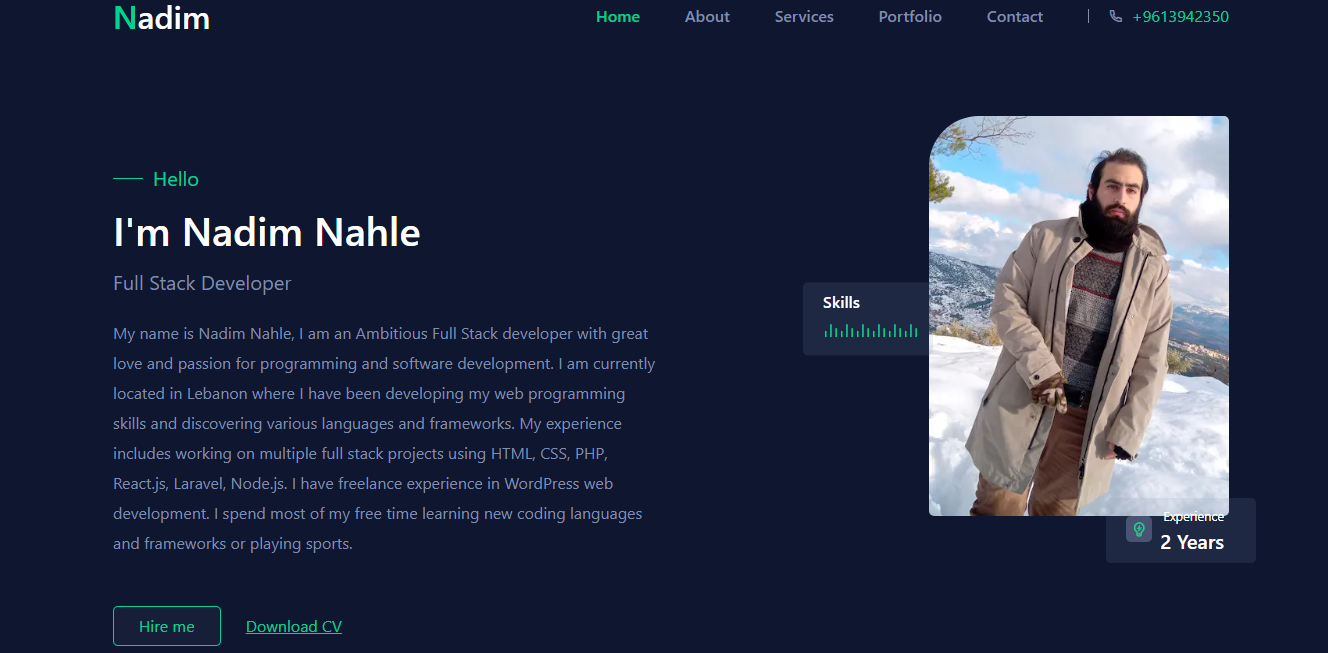 Nadim
Home About Services Portfolio Contact +9613942350
Hello
I'm Nadim Nahle
Full Stack Developer
My name is Nadim Nahle, I am an Ambitious Full Stack developer with great
love and passion for programming and software development. I am currently
located in Lebanon where I have been developing my web programming
skills and discovering various languages and frameworks. My experience
includes working on multiple full stack projects using HTML, CSS, PHP,
React.js, Laravel, Node.js. I have freelance experience in WordPress web
development. I spend most of my free time learning new coding languages
and frameworks or playing sports.
Hire me Download CV
Skills
Experience
2 Years